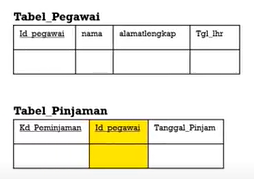 Tabel_Pegawai
Id_pegawai nama alamatlengkap Tgl_lhr
Tabel_Pinjaman
Kd_Peminjaman Id_pegawai Tanggal_Pinjam